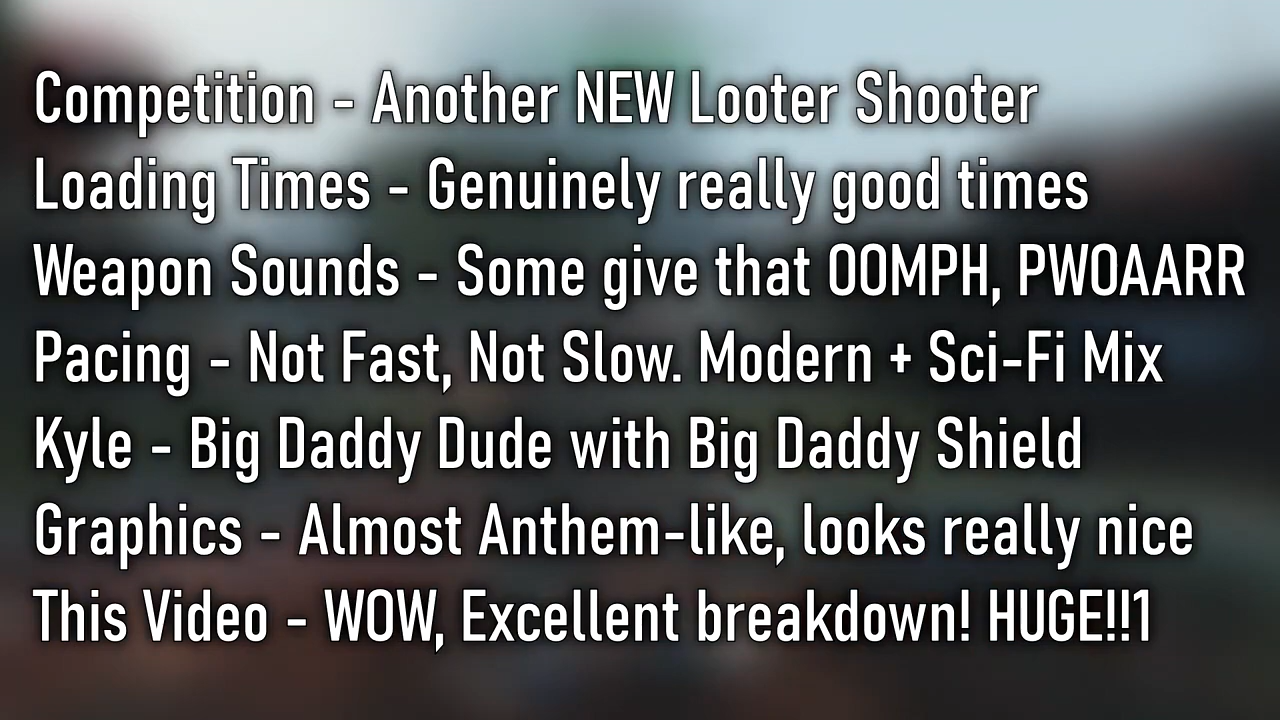 Competition - Another NEW Looter Shooter
Loading Times - Genuinely really good times
Weapon Sounds - Some give that OOMPH, PWOAARR
Pacing - Not Fast, Not Slow. Modern + Sci-Fi Mix
Kyle - Big Daddy Dude with Big Daddy Shield
Graphics - Almost Anthem-like, looks really nice
This Video - WOW, Excellent breakdown! HUGE!!1